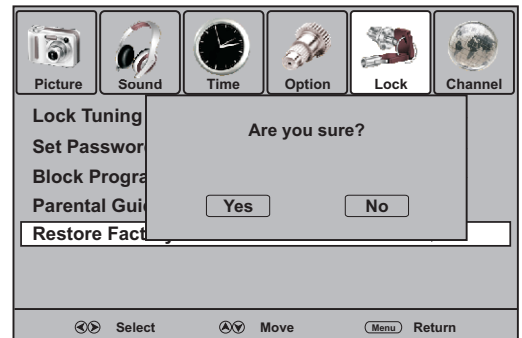 Picture Sound Time Option Lock Channel
Lock Tuning
Are you sure?
Set Passwor
Block Progra
Parental Gui
Yes No
Restore Fact
Select Move Menu Return